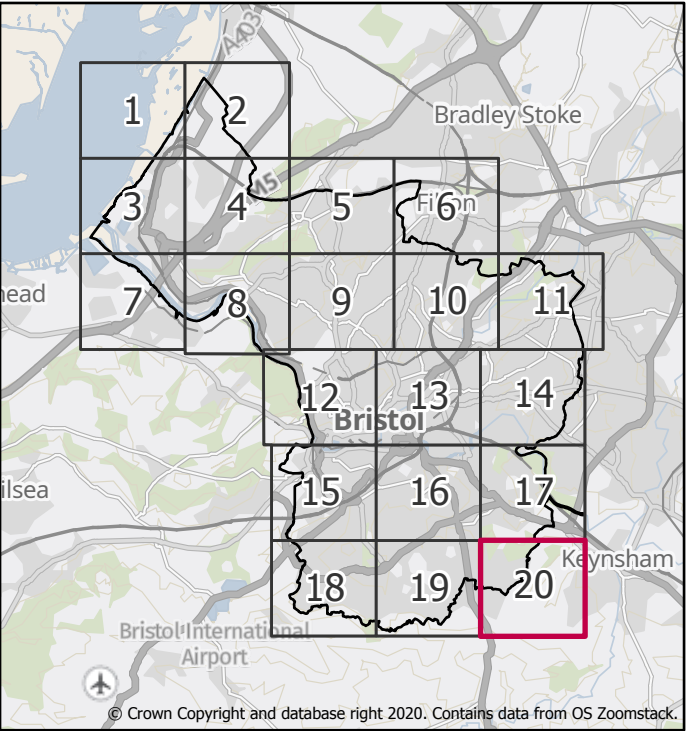 A403
1
2
Bradley Stoke
M5
3
4
5
6
Filton
head
7
8
9
10
11
12
13
14
Bristol
ilsea
15
16
17
Keynsham
18
19
20
Bristol International
Airport
© Crown Copyright and database right 2020. Contains data from OS Zoomstack.